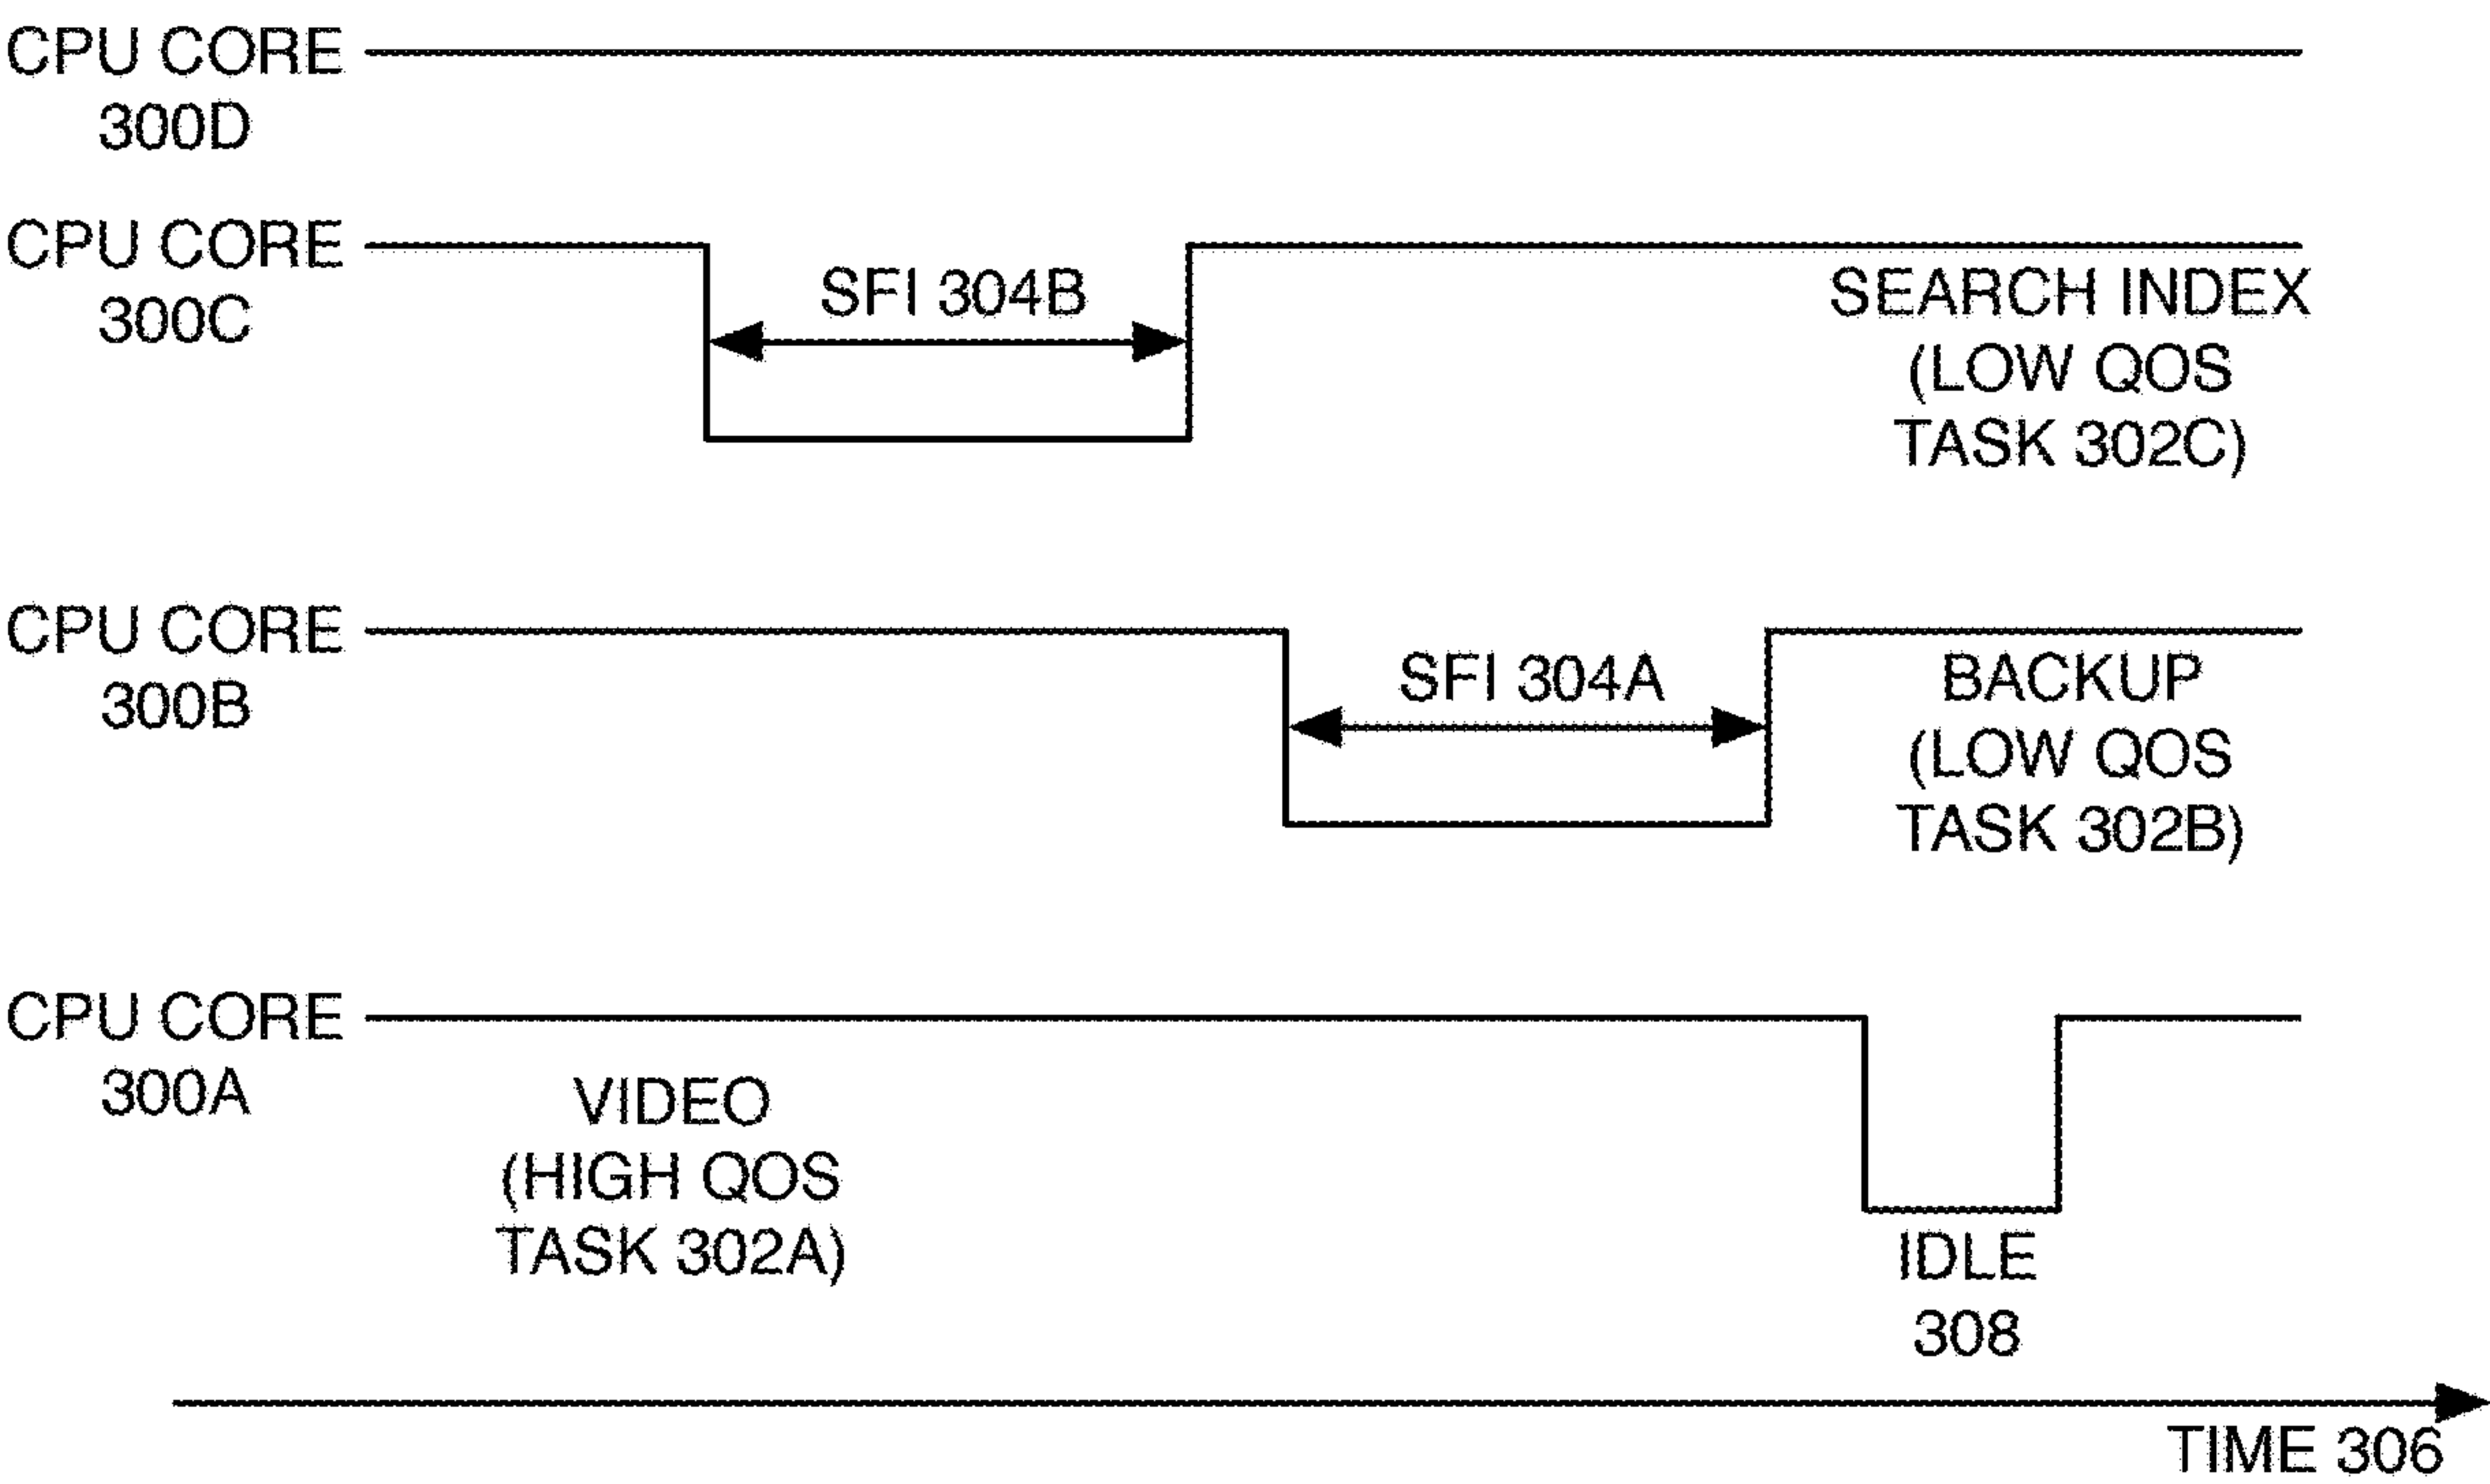 CPU CORE
300D
CPU CORE
300C
SFI 304B
SEARCH INDEX
(LOW QOS
TASK 302C)
CPU CORE
300B
SFI 304A
BACKUP
(LOW QOS
TASK 302B)
CPU CORE
300A
VIDEO
(HIGH QOS
TASK 302A)
IDLE
308
TIME 306